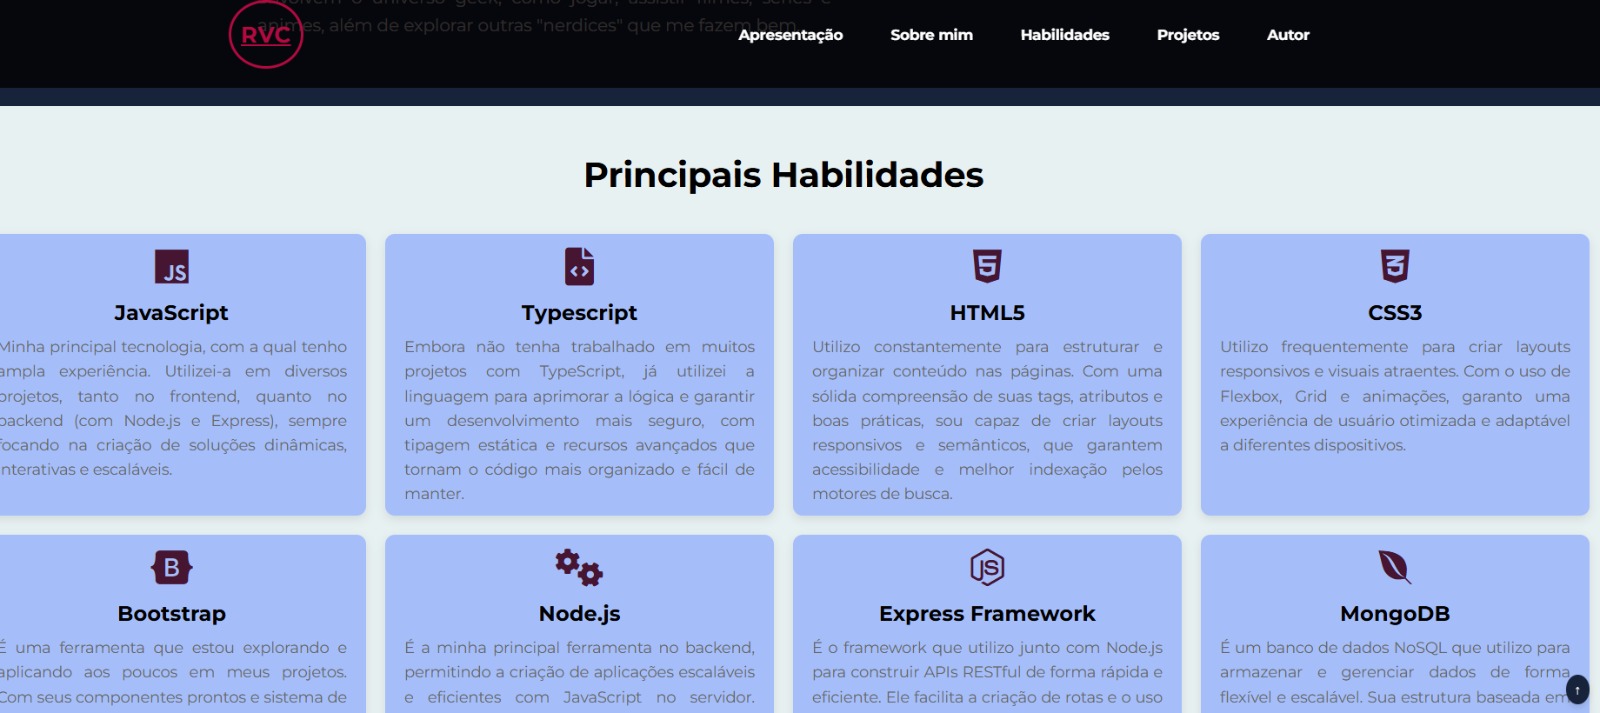 animes, além de explorar outras "nerdices" que me fazem bem.
RVC
Apresentação
Sobre mim
Habilidades
Projetos
Autor
Principais Habilidades
JS
JavaScript
Minha principal tecnologia, com a qual tenho
ampla experiência. Utilizei-a em diversos
projetos, tanto no frontend, quanto no
backend (com Node.js e Express), sempre
focando na criação de soluções dinâmicas,
interativas e escaláveis.
Typescript
Embora não tenha trabalhado em muitos
projetos com TypeScript, já utilizei a
linguagem para aprimorar a lógica e garantir
um desenvolvimento mais seguro, com
tipagem estática e recursos avançados que
tornam o código mais organizado e fácil de
manter.
5
HTML5
Utilizo constantemente para estruturar e
organizar conteúdo nas páginas. Com uma
sólida compreensão de suas tags, atributos e
boas práticas, sou capaz de criar layouts
responsivos e semânticos, que garantem
acessibilidade e melhor indexação pelos
motores de busca.
3
CSS3
Utilizo frequentemente para criar layouts
responsivos e visuais atraentes. Com o uso de
Flexbox, Grid e animações, garanto uma
experiência de usuário otimizada e adaptável
a diferentes dispositivos.
B
Bootstrap
É uma ferramenta que estou explorando e
aplicando aos poucos em meus projetos.
Com seus componentes prontos e sistema de
Node.js
É a minha principal ferramenta no backend,
permitindo a criação de aplicações escaláveis
e eficientes com JavaScript no servidor.
JS
Express Framework
É o framework que utilizo junto com Node.js
para construir APIs RESTful de forma rápida e
eficiente. Ele facilita a criação de rotas e o uso
MongoDB
É um banco de dados NoSQL que utilizo para
armazenar e gerenciar dados de forma
flexível e escalável. Sua estrutura baseada em
↑